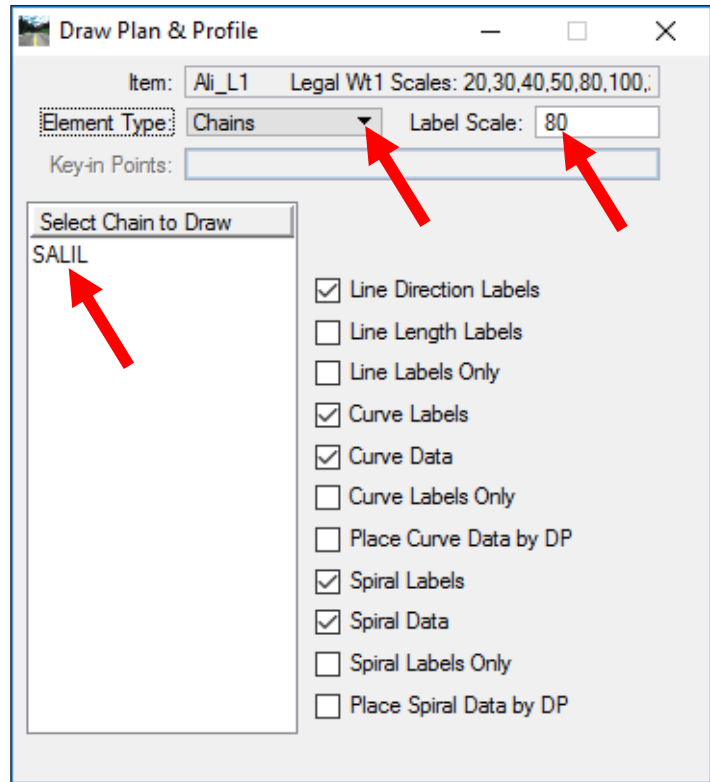 Draw Plan & Profile
Item: Ali_L1 Legal Wt1 Scales: 20,30,40,50,80,100,:
Element Type: Chains Label Scale: 80
Key-in Points:
Select Chain to Draw
SALIL
Line Direction Labels
Line Length Labels
Line Labels Only
Curve Labels
Curve Data
Curve Labels Only
Place Curve Data by DP
Spiral Labels
Spiral Data
Spiral Labels Only
Place Spiral Data by DP